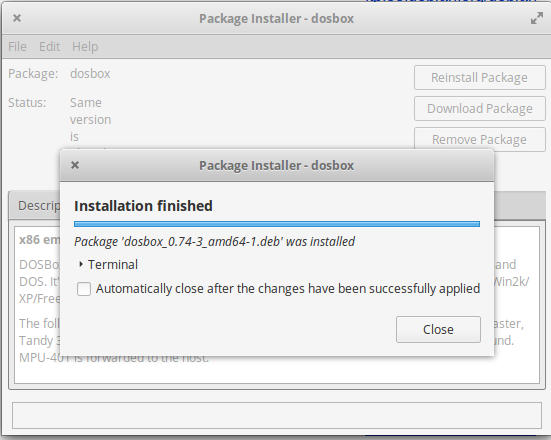 Package Installer - dosbox
File Edit Help
Package: dosbox
Reinstall Package
Status: Same
version
is
Download Package
Remove Package
Package Installer - dosbox
Installation finished
Package 'dosbox_0.74-3_amd64-1.deb' was installed
Terminal
Automatically close after the changes have been successfully applied
Close
Descrip
x86 em
DOSBo
and
DOS. It'
Win2k/
XP/Free
The foll
aster,
Tandy 3
und.
MPU-401 is forwarded to the host.